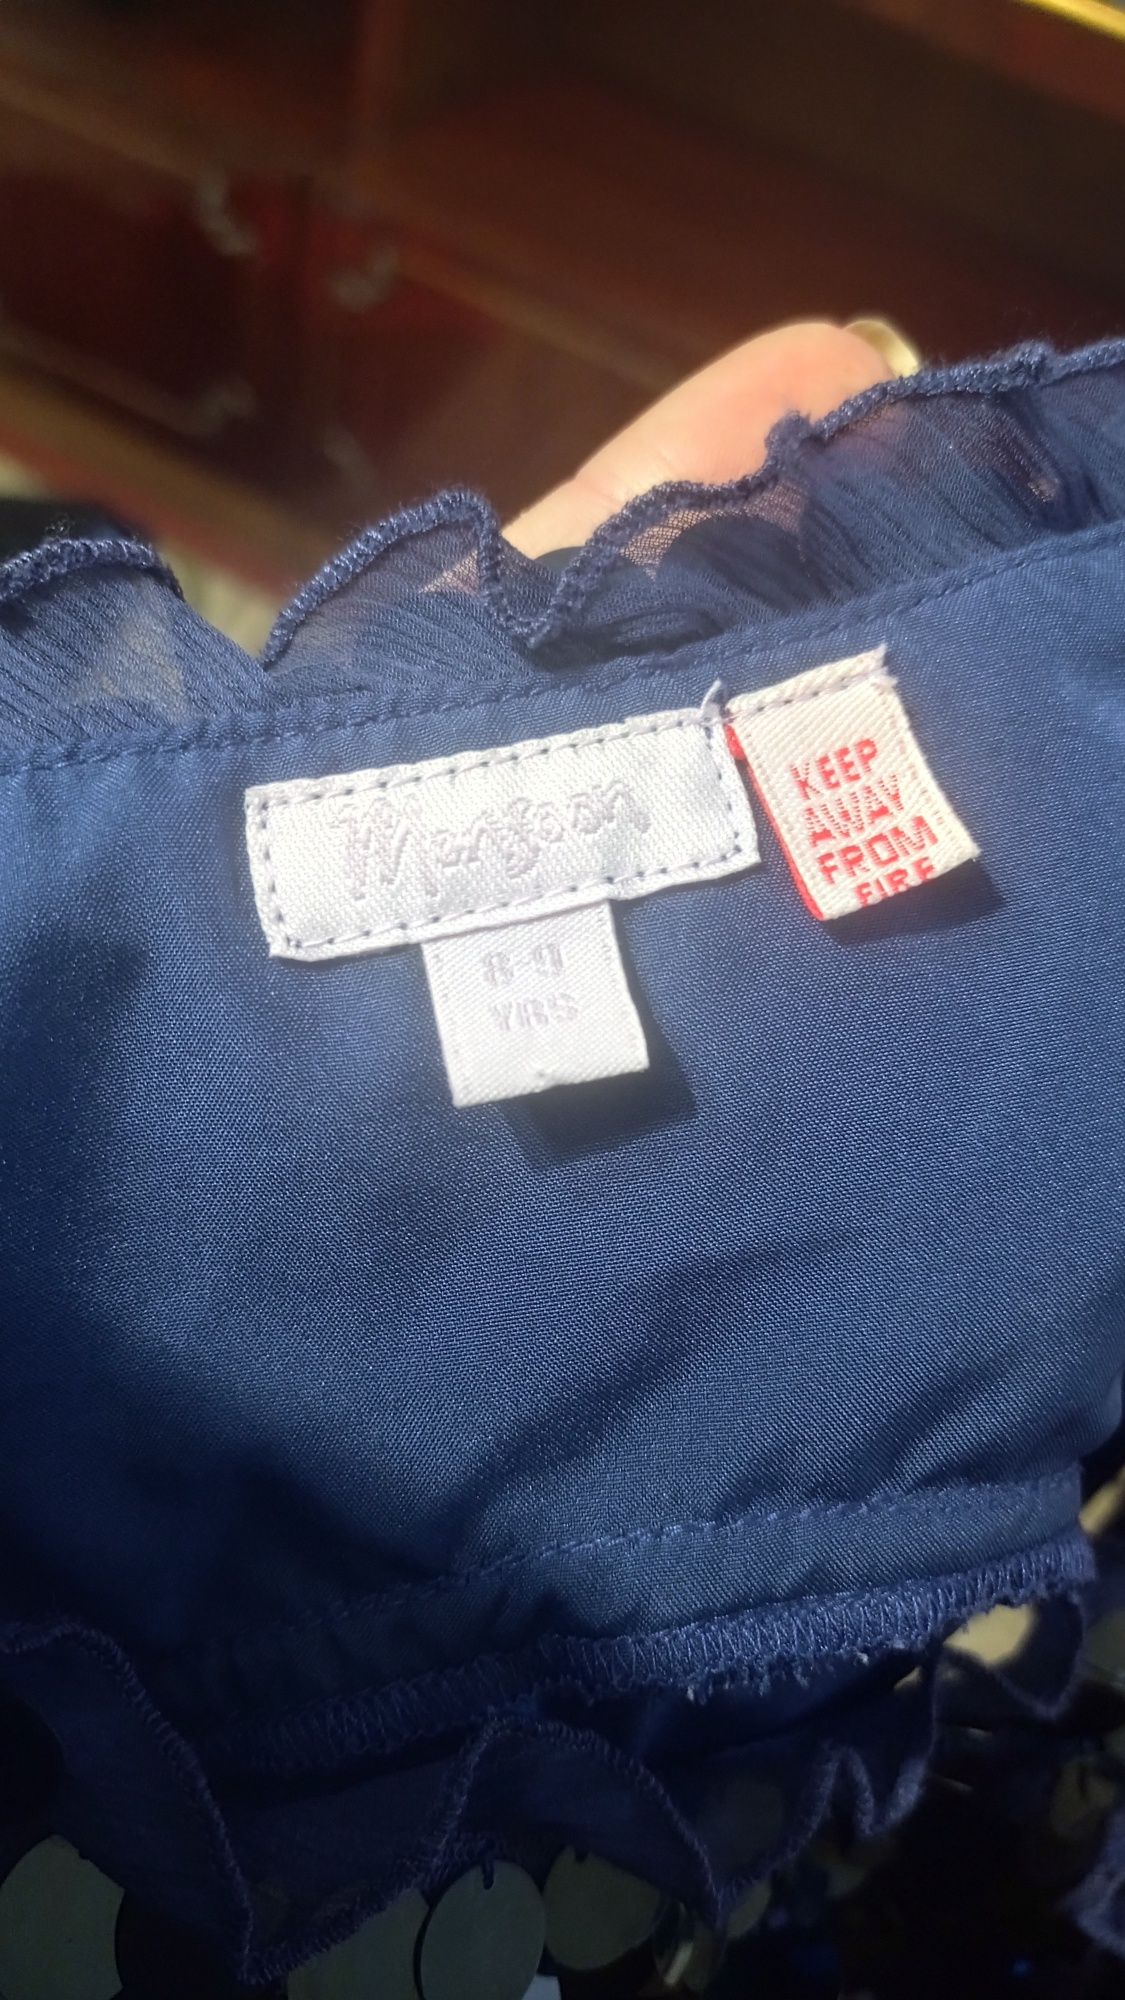 Monsoon
8-9
YRS
KEEP
AWAY
FROM
FIRE